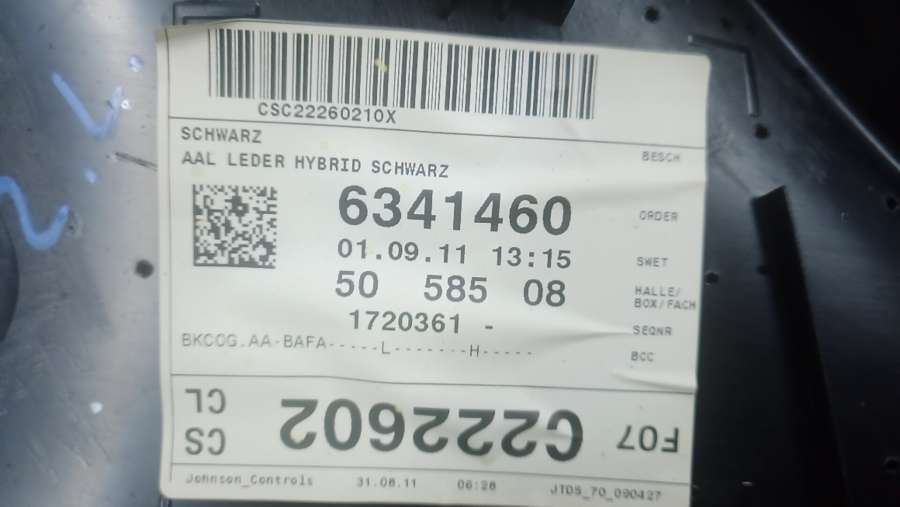 CSC22260210X
SCHWARZ
AAL LEDER HYBRID SCHWARZ
BESCH
6341460
ORDER
01.09.11 13:15
SWET
50 585 08
HALLE/
BOX/FACH
1720361 -
SEQNR
BKCOG.AA-BAFA-----L-------H-----
BCC
F07 C222602 CS
CL
Johnson_Controls 31.08.11 06:28 JTDS_70_090427